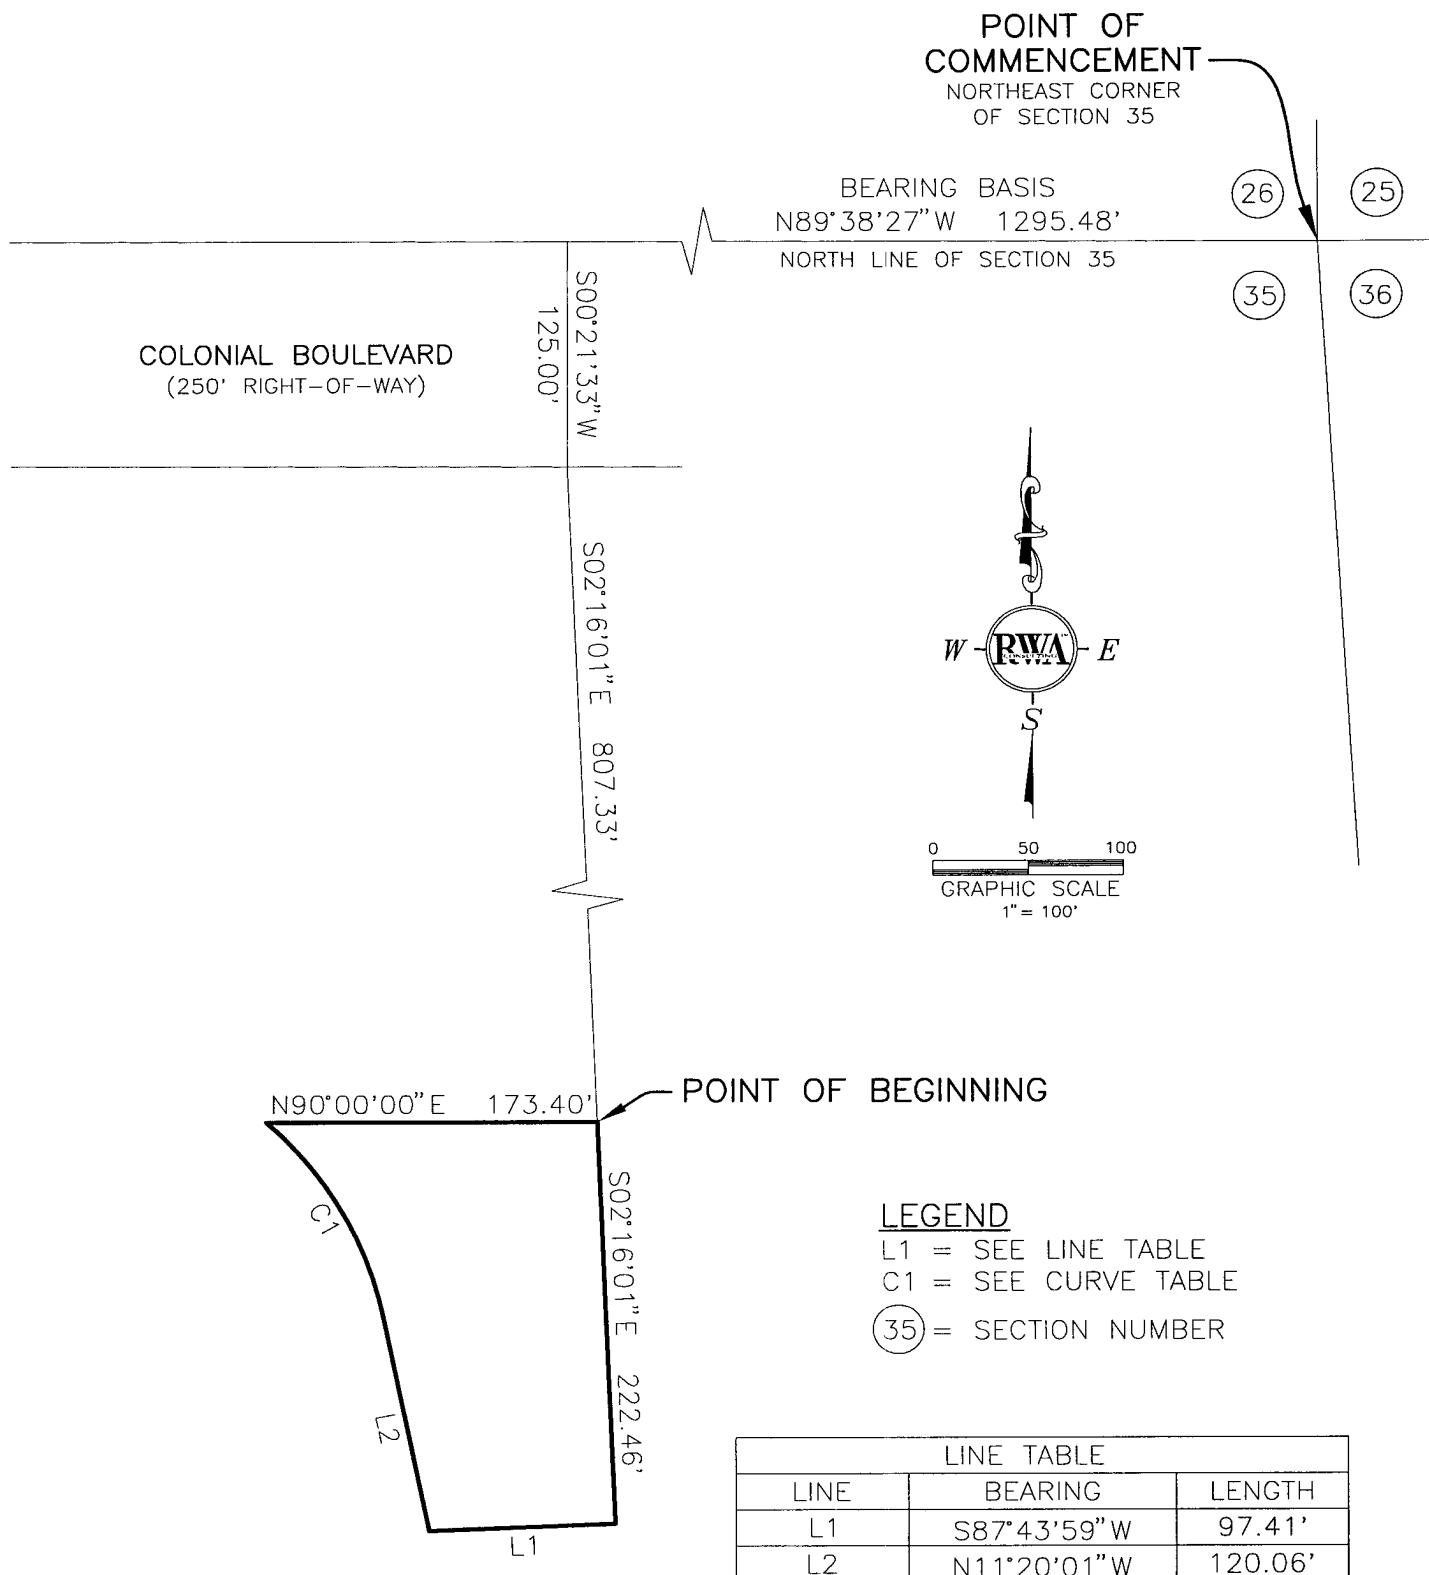 POINT OF
COMMENCEMENT
NORTHEAST CORNER
OF SECTION 35
BEARING BASIS
N89°38'27"W 1295.48'
NORTH LINE OF SECTION 35
26
25
35
36
COLONIAL BOULEVARD
(250' RIGHT-OF-WAY)
S00°21'33"W
125.00'
S02°16'01"E 807.33'
W
RWA
CONSULTING
E
S
0 50 100
GRAPHIC SCALE
1"= 100'
N90°00'00"E 173.40'
POINT OF BEGINNING
C1
S02°16'01"E 222.46'
L2
L1
LEGEND
L1 = SEE LINE TABLE
C1 = SEE CURVE TABLE
35 = SECTION NUMBER
LINE TABLE
LINE BEARING LENGTH
L1 S87°43'59"W 97.41'
L2 N11°20'01"W 120.06'